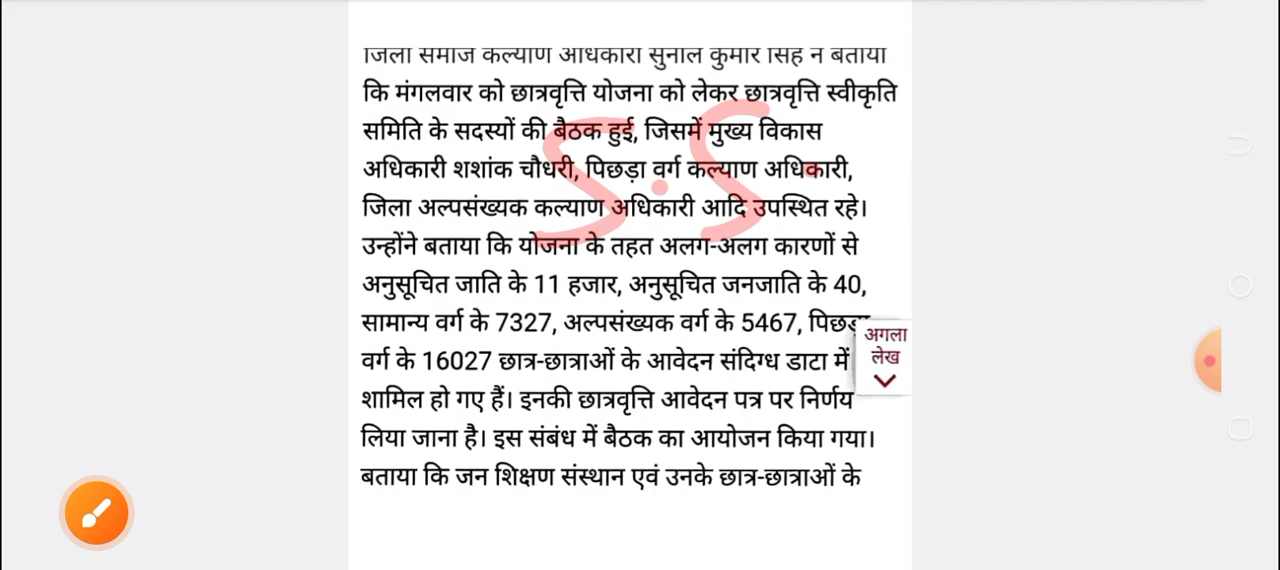 जिला समाज कल्याण अधिकारी सुनील कुमार सिंह ने बताया
कि मंगलवार को छात्रवृत्ति योजना को लेकर छात्रवृत्ति स्वीकृति
समिति के सदस्यों की बैठक हुई, जिसमें मुख्य विकास
अधिकारी शशांक चौधरी, पिछड़ा वर्ग कल्याण अधिकारी,
S.S.
जिला अल्पसंख्यक कल्याण अधिकारी आदि उपस्थित रहे।
उन्होंने बताया कि योजना के तहत अलग-अलग कारणों से
अनुसूचित जाति के 11 हजार, अनुसूचित जनजाति के 40,
सामान्य वर्ग के 7327, अल्पसंख्यक वर्ग के 5467, पिछड़ा
वर्ग के 16027 छात्र-छात्राओं के आवेदन संदिग्ध डाटा में
शामिल हो गए हैं। इनकी छात्रवृत्ति आवेदन पत्र पर निर्णय
लिया जाना है। इस संबंध में बैठक का आयोजन किया गया।
बताया कि जन शिक्षण संस्थान एवं उनके छात्र-छात्राओं के
अगला
लेख